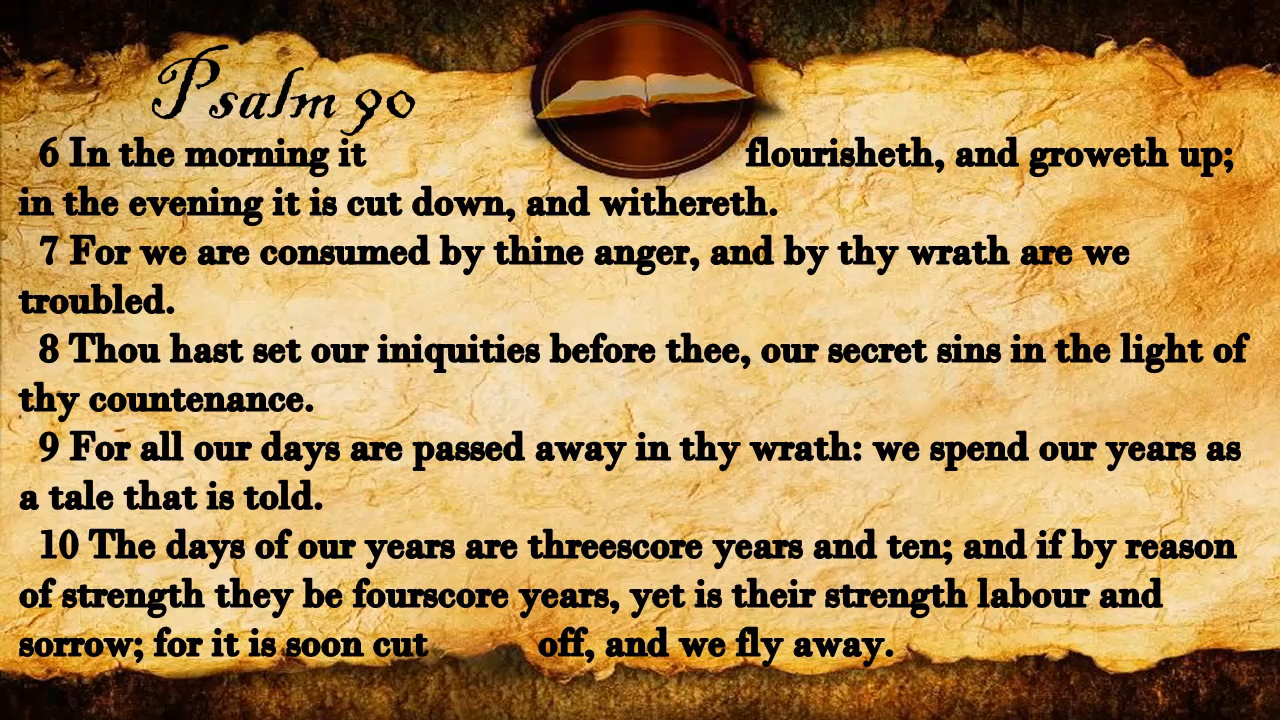 Psalm 90
6 In the morning it flourisheth, and groweth up;
in the evening it is cut down, and withereth.
7 For we are consumed by thine anger, and by thy wrath are we
troubled.
8 Thou hast set our iniquities before thee, our secret sins in the light of
thy countenance.
9 For all our days are passed away in thy wrath: we spend our years as
a tale that is told.
10 The days of our years are threescore years and ten; and if by reason
of strength they be fourscore years, yet is their strength labour and
sorrow; for it is soon cut off, and we fly away.